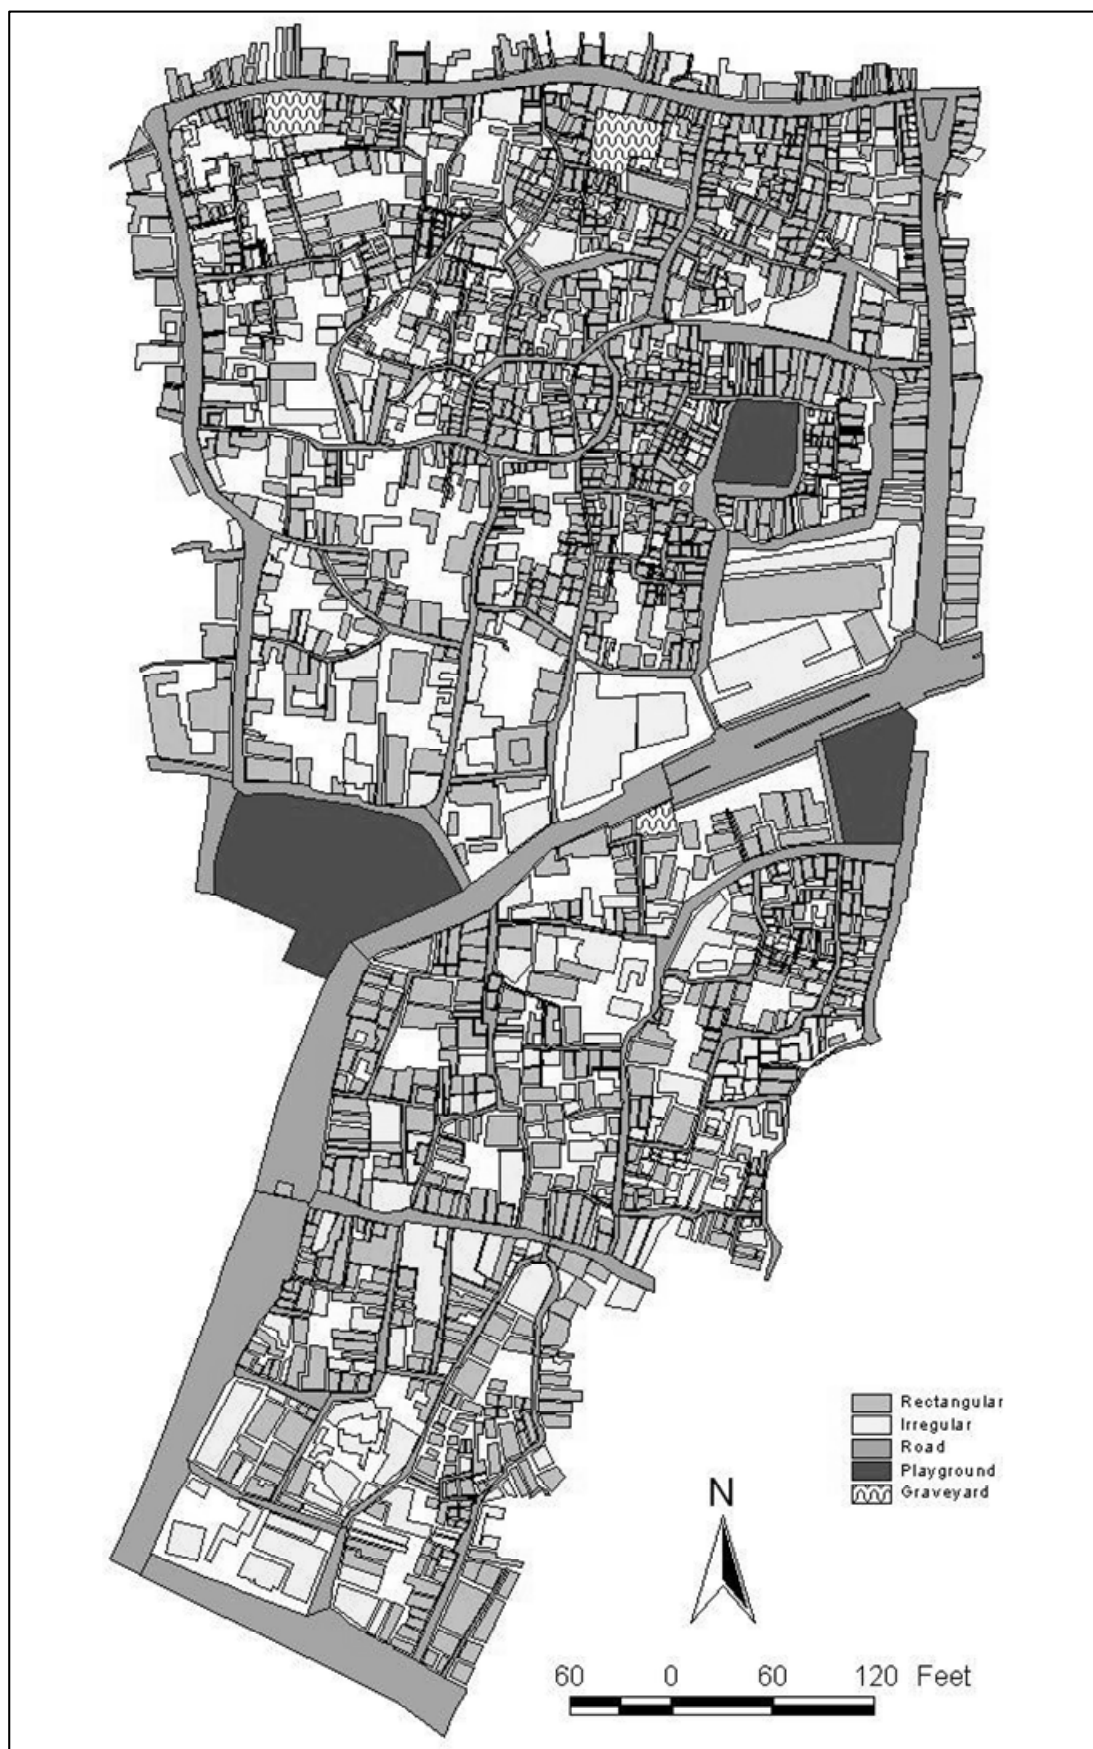 Rectangular
Irregular
Road
Playground
Graveyard
N
60 0 60 120 Feet